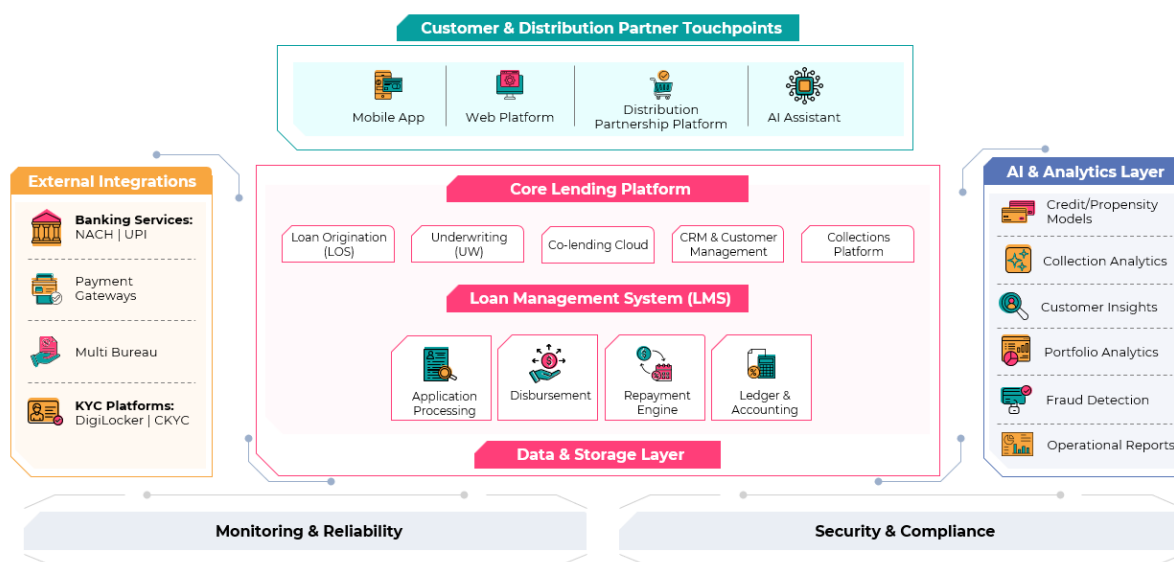 Customer & Distribution Partner Touchpoints
Mobile App
Web Platform
Distribution
Partnership Platform
AI Assistant
External Integrations
Banking Services:
NACH | UPI
Payment
Gateways
Multi Bureau
KYC Platforms:
DigiLocker | CKYC
Core Lending Platform
Loan Origination
(LOS)
Underwriting
(UW)
Co-lending Cloud
CRM & Customer
Management
Collections
Platform
Loan Management System (LMS)
Application
Processing
Disbursement
Repayment
Engine
Ledger &
Accounting
Data & Storage Layer
AI & Analytics Layer
Credit/Propensity
Models
Collection Analytics
Customer Insights
Portfolio Analytics
Fraud Detection
Operational Reports
Monitoring & Reliability
Security & Compliance